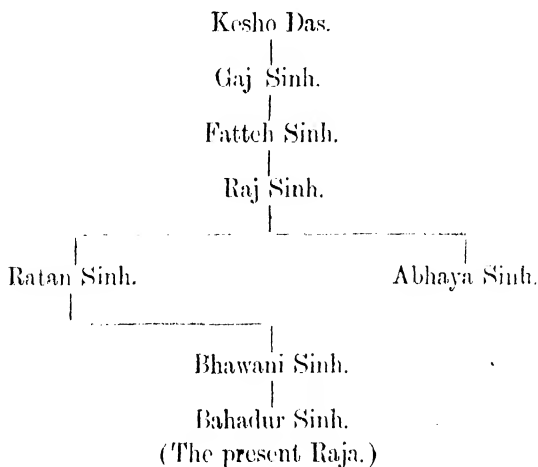 Kesho Das.
Gaj Sinh.
Fatteh Sinh.
Raj Sinh.
Ratan Sinh. Abhaya Sinh.
Bhawani Sinh.
Bahadur Sinh.
(The present Raja.)